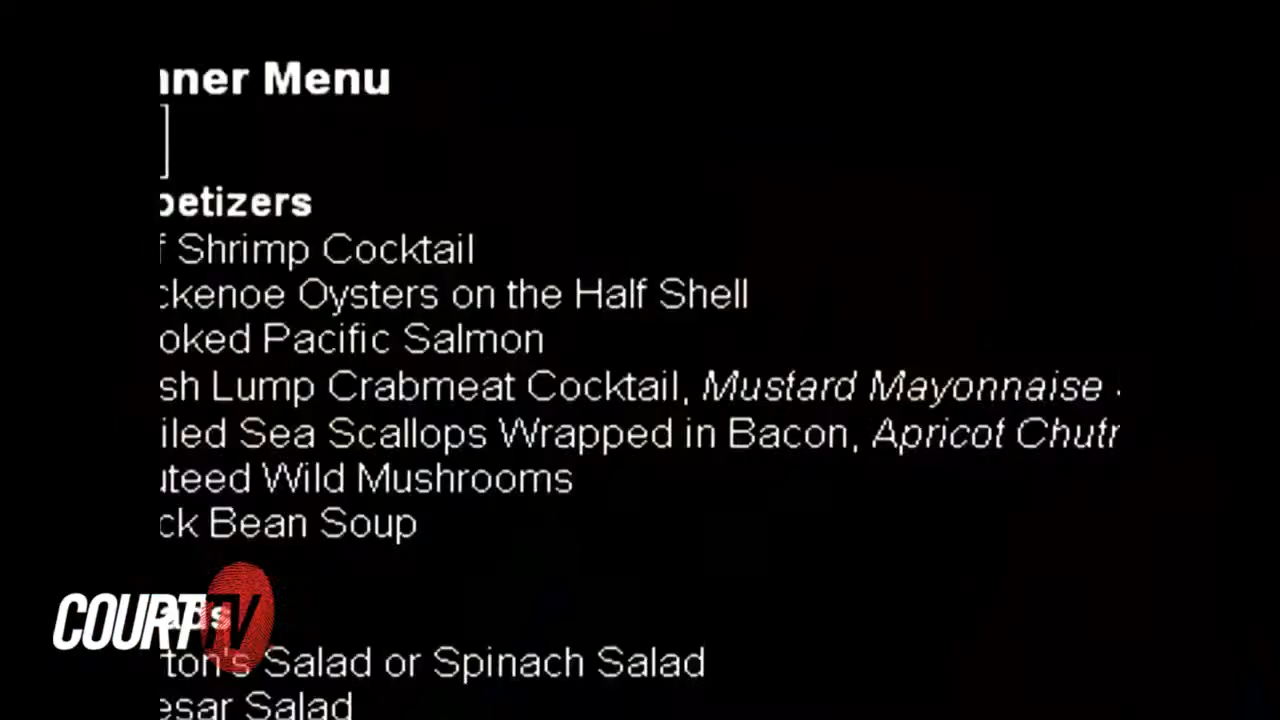 nner Menu
petizers
f Shrimp Cocktail
ckenoe Oysters on the Half Shell
oked Pacific Salmon
sh Lump Crabmeat Cocktail, Mustard Mayonnaise
iled Sea Scallops Wrapped in Bacon, Apricot Chutn
uteed Wild Mushrooms
ck Bean Soup
ads
COURT TV
ton's Salad or Spinach Salad
esar Salad